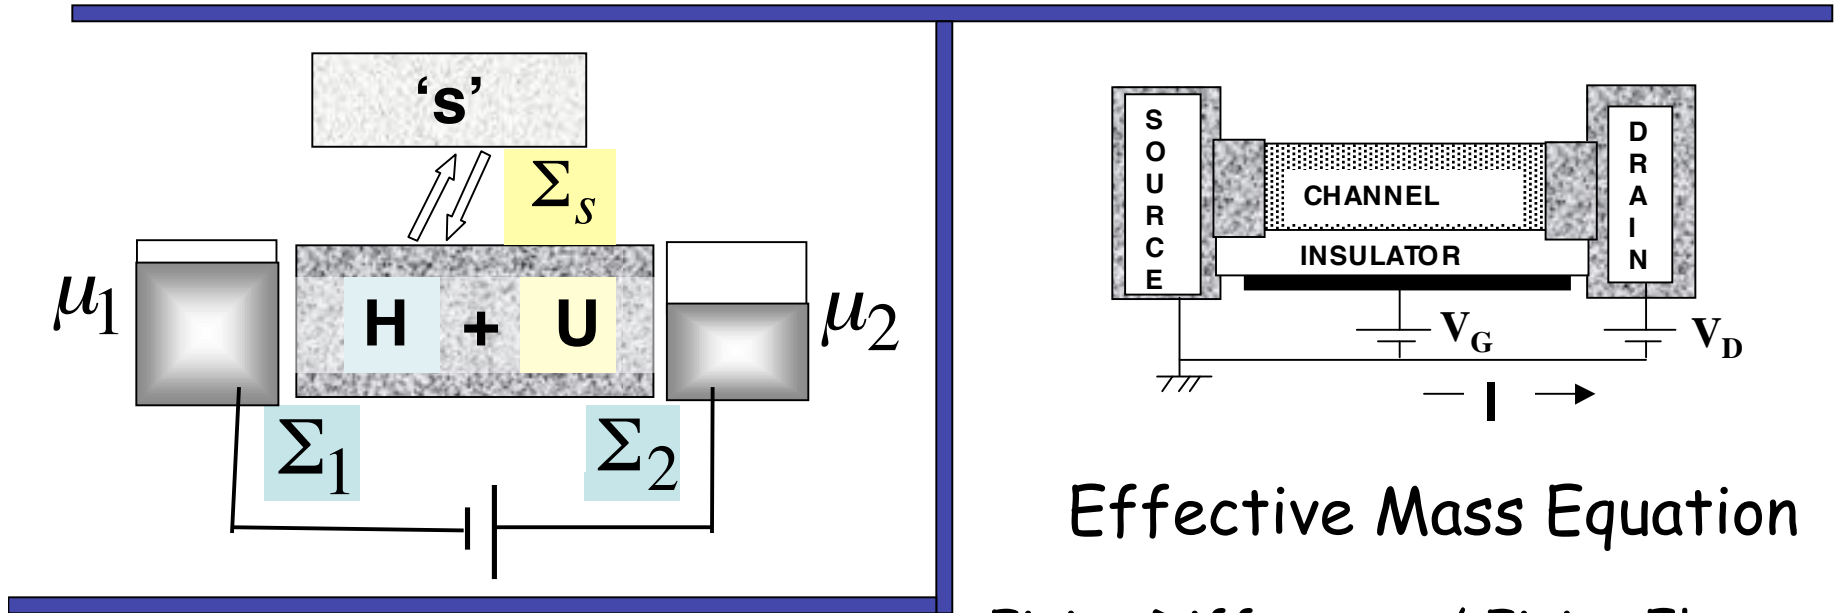 ‘s’
Σs
μ1
H + U
μ2
Σ1
Σ2
SOURCE
DRAIN
CHANNEL
INSULATOR
VG
VD
I
Effective Mass Equation